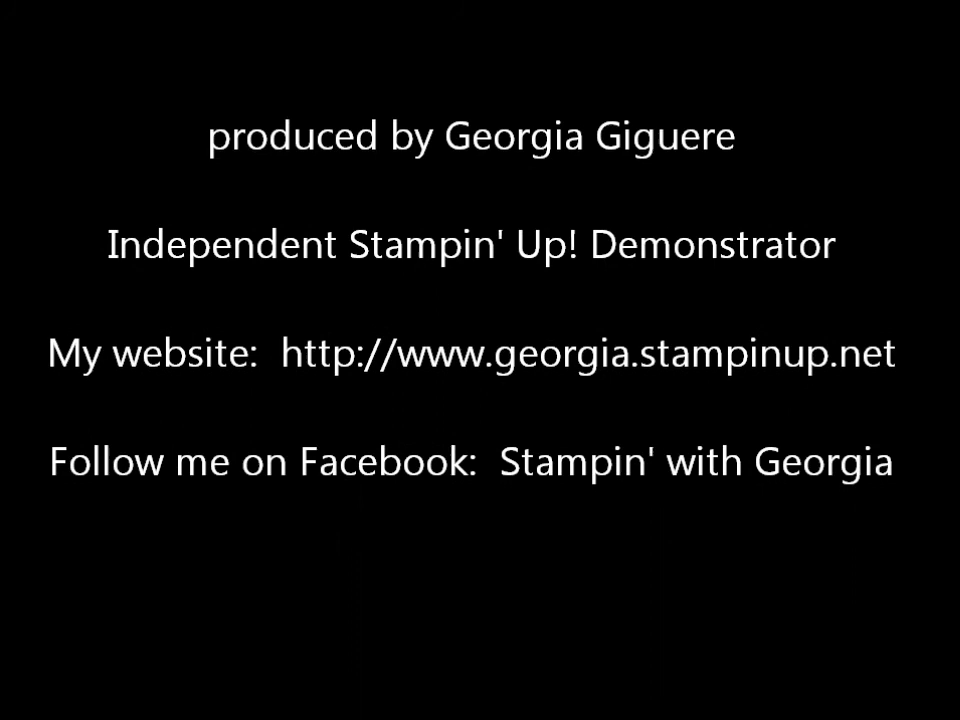 produced by Georgia Giguere
Independent Stampin' Up! Demonstrator
My website:  http://www.georgia.stampinup.net
Follow me on Facebook:  Stampin' with Georgia